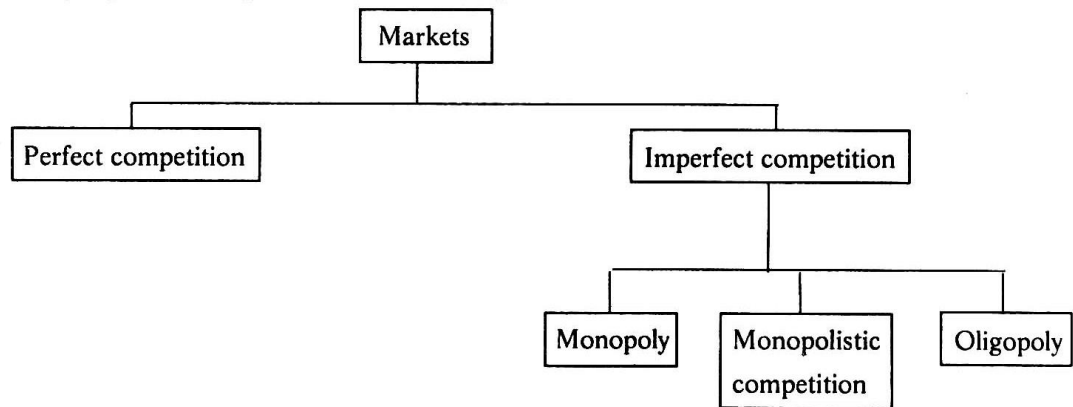 Markets
Perfect competition
Imperfect competition
Monopoly
Monopolistic
competition
Oligopoly